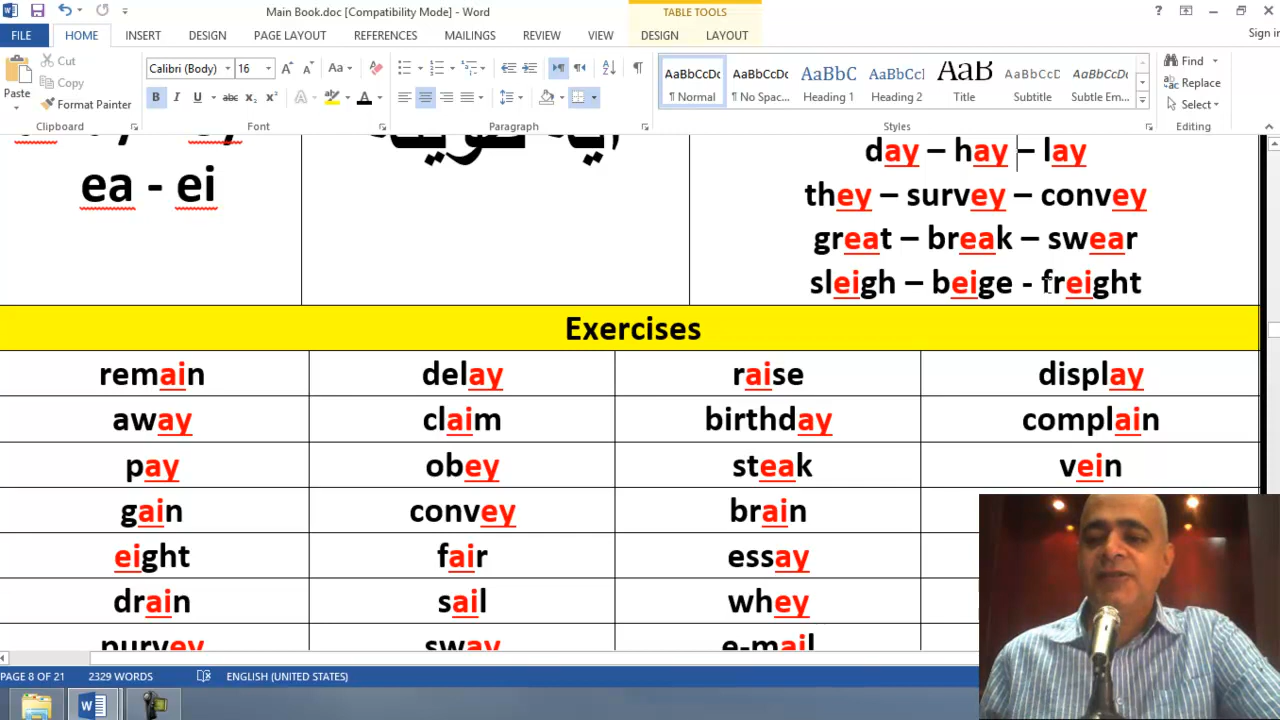 Main Book.doc [Compatibility Mode] - Word
TABLE TOOLS
Sign in
FILE HOME INSERT DESIGN PAGE LAYOUT REFERENCES MAILINGS REVIEW VIEW DESIGN LAYOUT
Paste
Cut
Copy
Format Painter
Clipboard
Calibri (Body) 16
Font
Paragraph
AaBbCcDc AaBbCcDc AaBbC AaBbCcl AaB AaBbCcD AaBbCcDc
¶ Normal ¶ No Spac... Heading 1 Heading 2 Title Subtitle Subtle Em...
Styles
Find
Replace
Select
Editing
ea - ei
day – hay – lay
they – survey – convey
great – break – swear
sleigh – beige - freight
Exercises
remain delay raise display
away claim birthday complain
pay obey steak vein
gain convey brain
eight fair essay
drain sail whey
purvey sway e-mail
PAGE 8 OF 21 2329 WORDS ENGLISH (UNITED STATES)